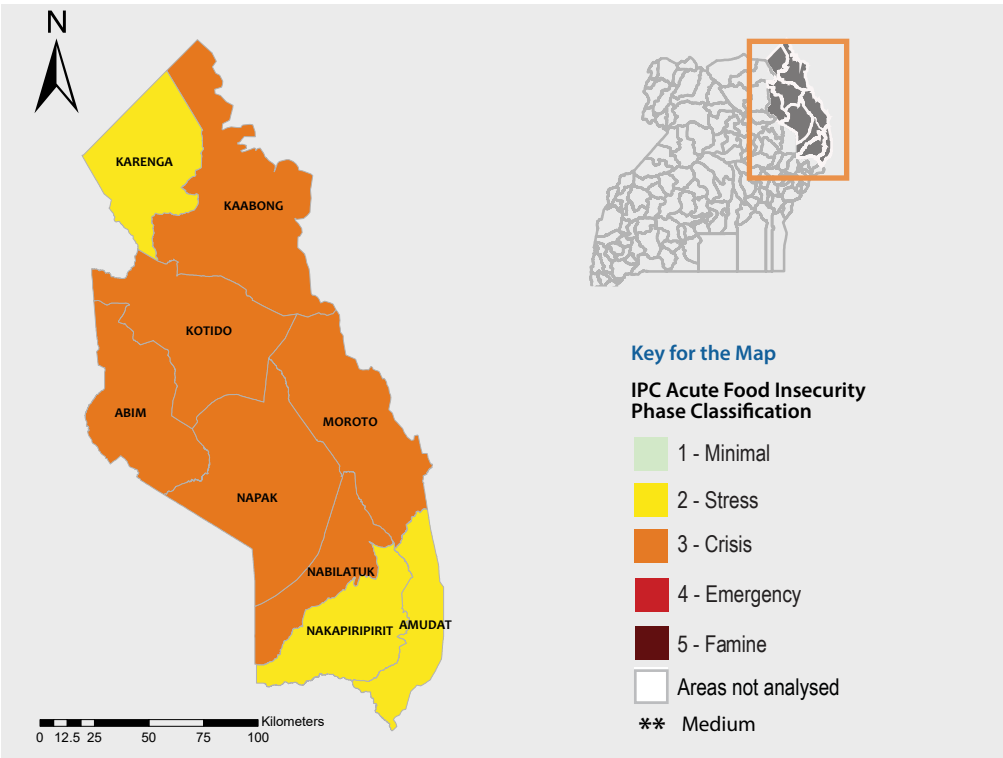 N
KARENGA
KAABONG
KOTIDO
ABIM
MOROTO
NAPAK
NABILATUK
NAKAPIRIPIRIT
AMUDAT
Kilometers
0 12.5 25 50 75 100
Key for the Map
IPC Acute Food Insecurity
Phase Classification
1 - Minimal
2 - Stress
3 - Crisis
4 - Emergency
5 - Famine
Areas not analysed
** Medium